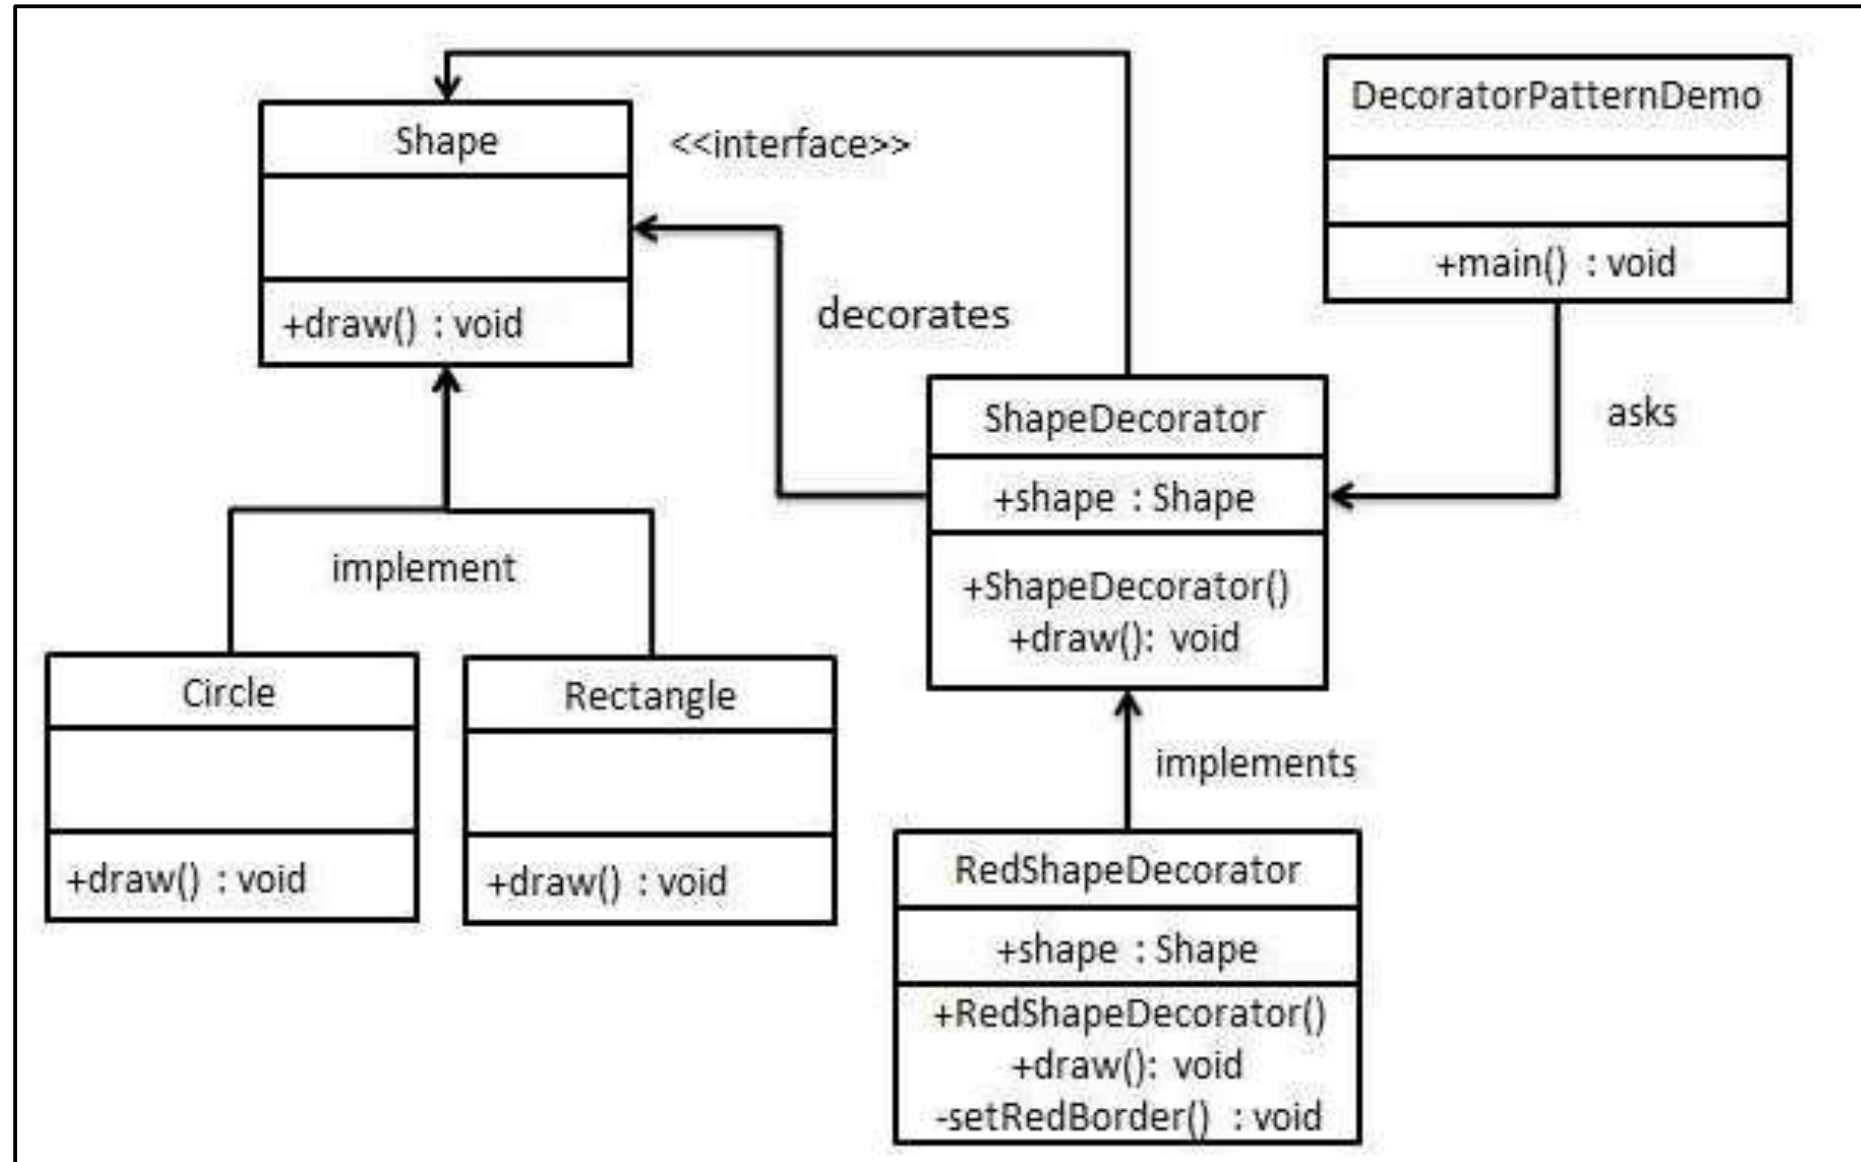 Shape
+draw() : void
<<interface>>
DecoratorPatternDemo
+main() : void
decorates
asks
ShapeDecorator
+shape : Shape
+ShapeDecorator()
+draw(): void
implement
Circle
+draw() : void
Rectangle
+draw() : void
implements
RedShapeDecorator
+shape : Shape
+RedShapeDecorator()
+draw(): void
-setRedBorder() : void